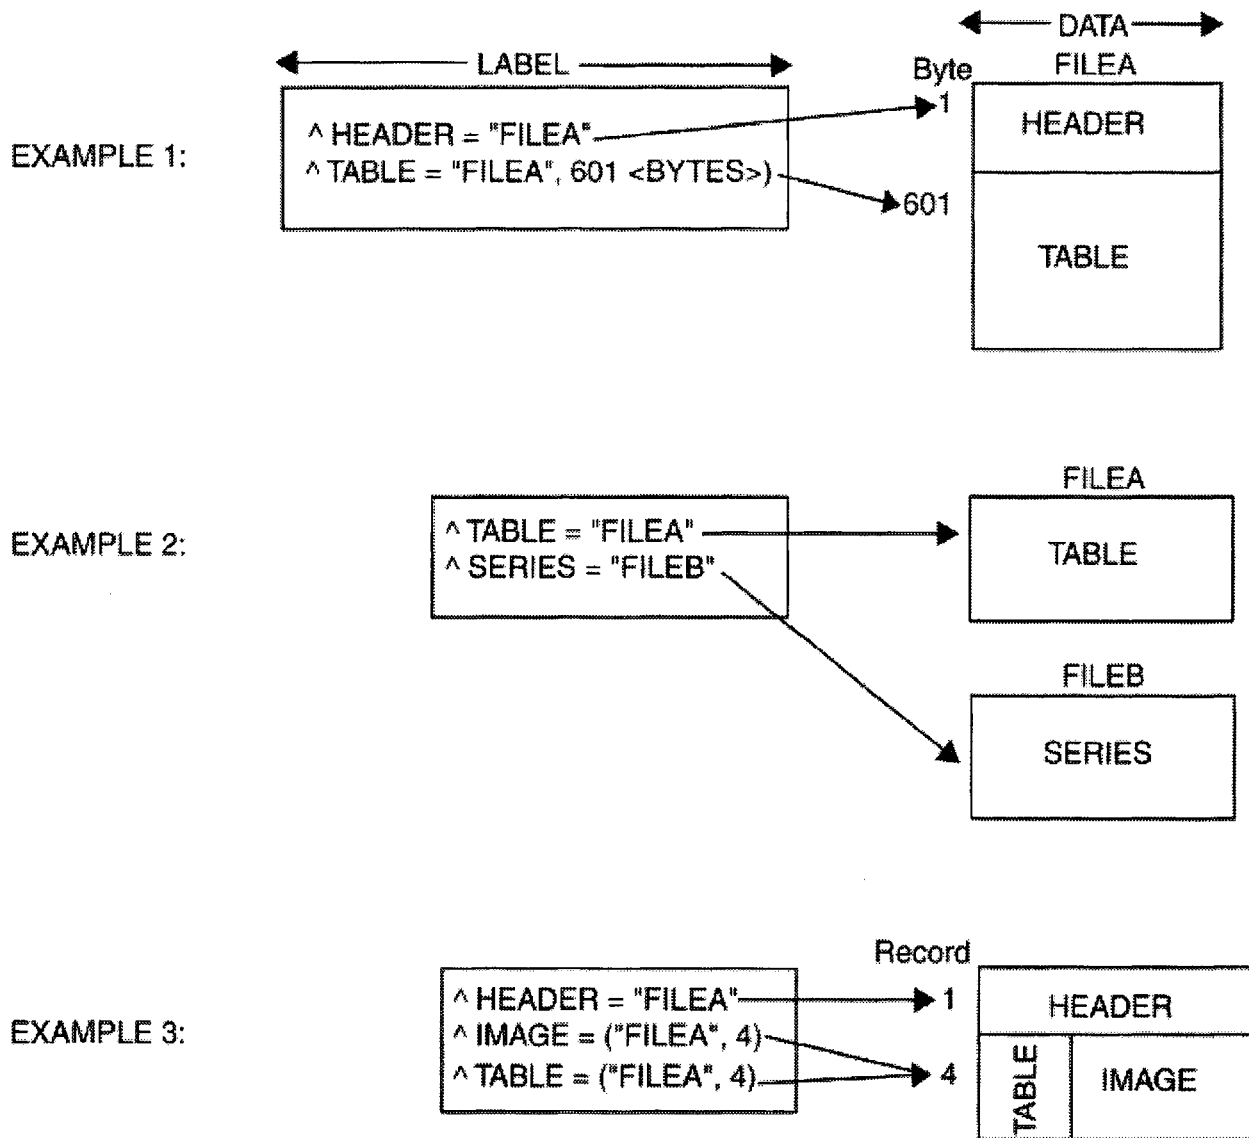 DATA
LABEL
Byte
FILEA
EXAMPLE 1:
^ HEADER = "FILEA"
^ TABLE = "FILEA", 601 <BYTES>)
1
601
HEADER
TABLE
EXAMPLE 2:
^ TABLE = "FILEA"
^ SERIES = "FILEB"
FILEA
TABLE
FILEB
SERIES
EXAMPLE 3:
^ HEADER = "FILEA"
^ IMAGE = ("FILEA", 4)
^ TABLE = ("FILEA", 4)
Record
1
4
HEADER
TABLE
IMAGE